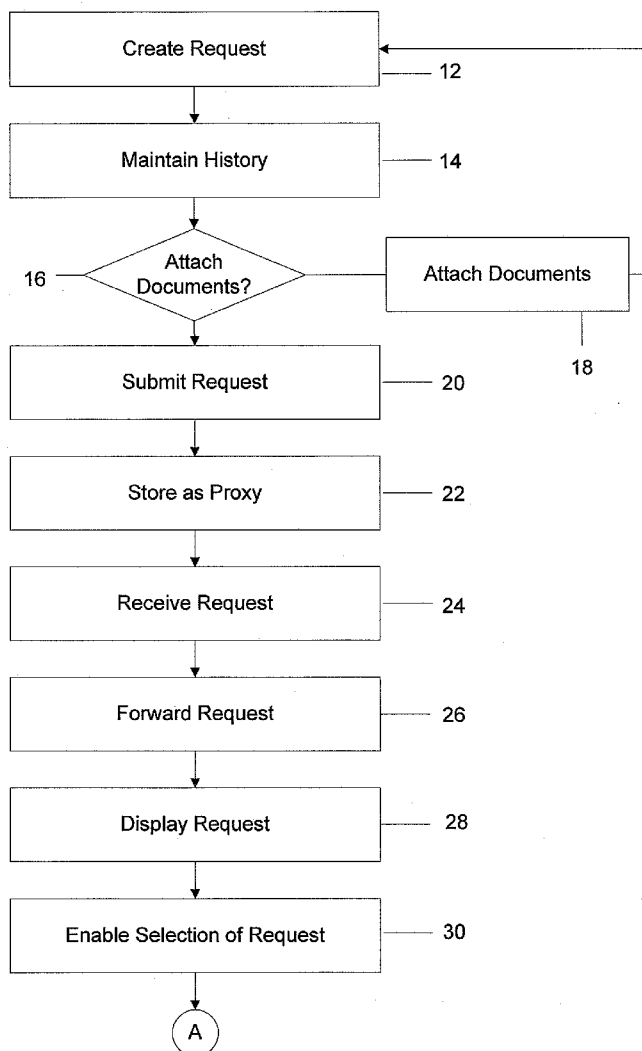 Create Request
12
Maintain History
14
16
Attach
Documents?
Attach Documents
18
Submit Request
20
Store as Proxy
22
Receive Request
24
Forward Request
26
Display Request
28
Enable Selection of Request
30
A